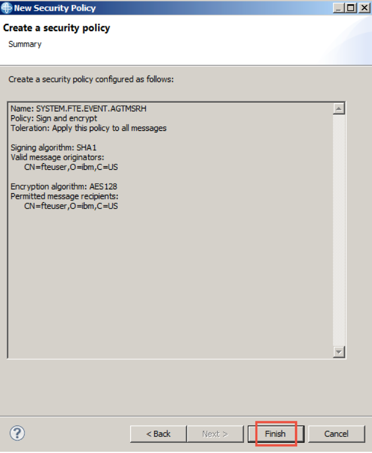 New Security Policy
Create a security policy
Summary
Create a security policy configured as follows:
Name: SYSTEM.FTE.EVENT.AGTMSRH
Policy: Sign and encrypt
Toleration: Apply this policy to all messages
Signing algorithm: SHA1
Valid message originators:
CN=fteuser,O=ibm,C=US
Encryption algorithm: AES128
Permitted message recipients:
CN=fteuser,O=ibm,C=US
?
< Back
Next >
Finish
Cancel